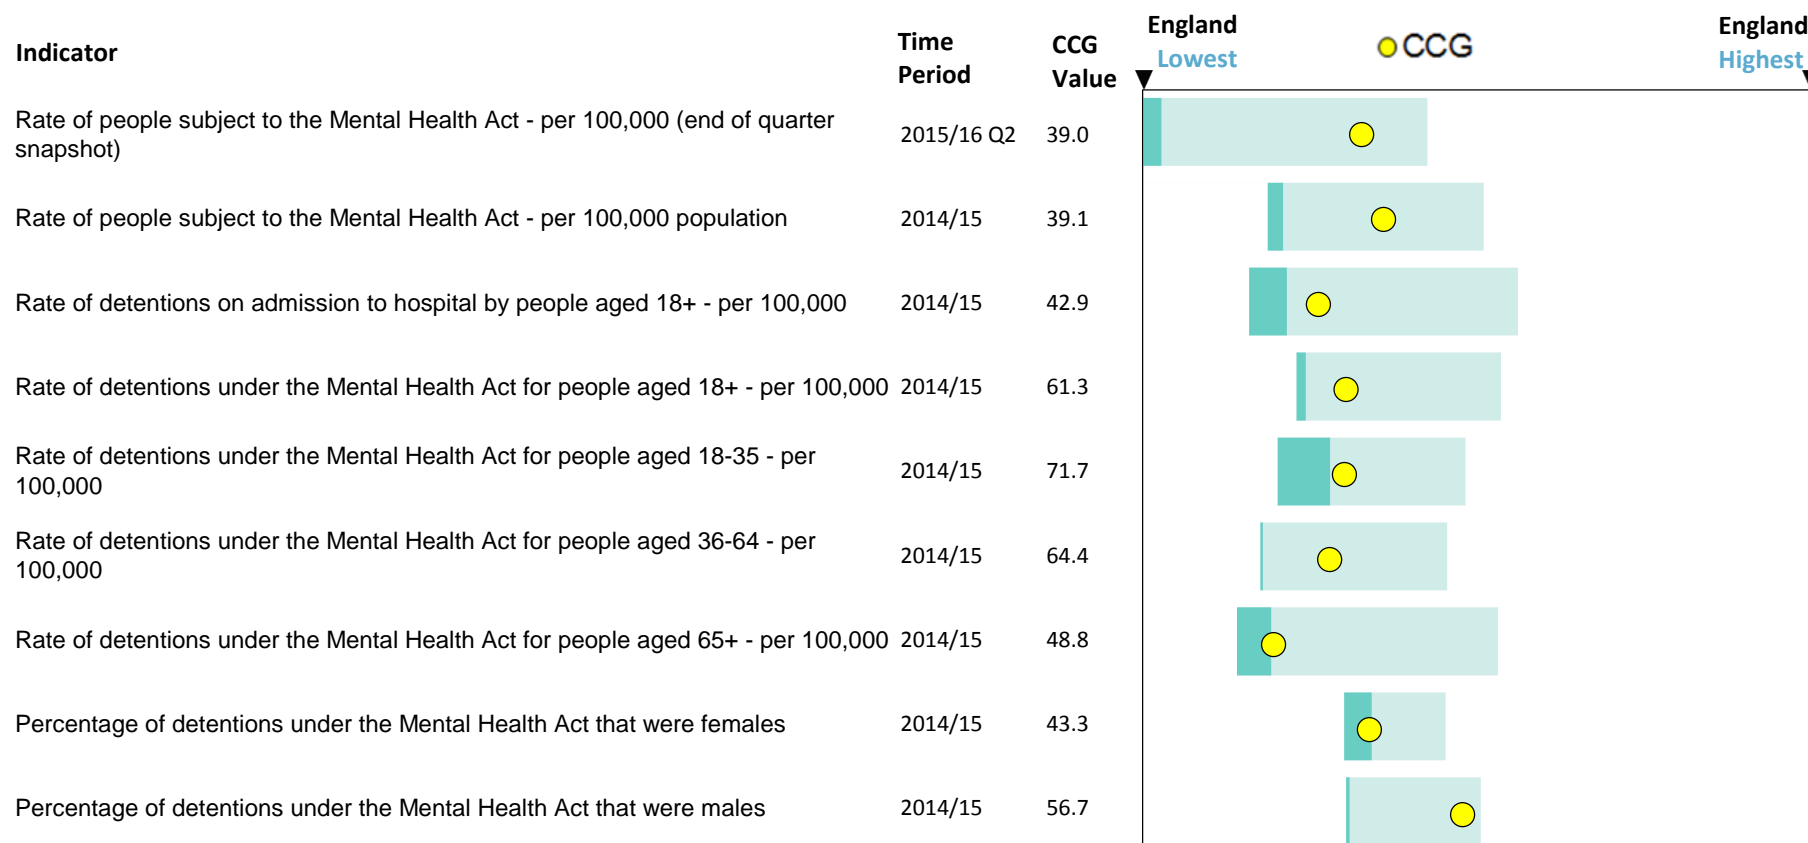 Indicator
Time
Period
CCG
Value
England
Lowest
CCG
England
Highest
Rate of people subject to the Mental Health Act - per 100,000 (end of quarter
snapshot)
2015/16 Q2
39.0
Rate of people subject to the Mental Health Act - per 100,000 population
2014/15
39.1
Rate of detentions on admission to hospital by people aged 18+ - per 100,000
2014/15
42.9
Rate of detentions under the Mental Health Act for people aged 18+ - per 100,000
2014/15
61.3
Rate of detentions under the Mental Health Act for people aged 18-35 - per
100,000
2014/15
71.7
Rate of detentions under the Mental Health Act for people aged 36-64 - per
100,000
2014/15
64.4
Rate of detentions under the Mental Health Act for people aged 65+ - per 100,000
2014/15
48.8
Percentage of detentions under the Mental Health Act that were females
2014/15
43.3
Percentage of detentions under the Mental Health Act that were males
2014/15
56.7